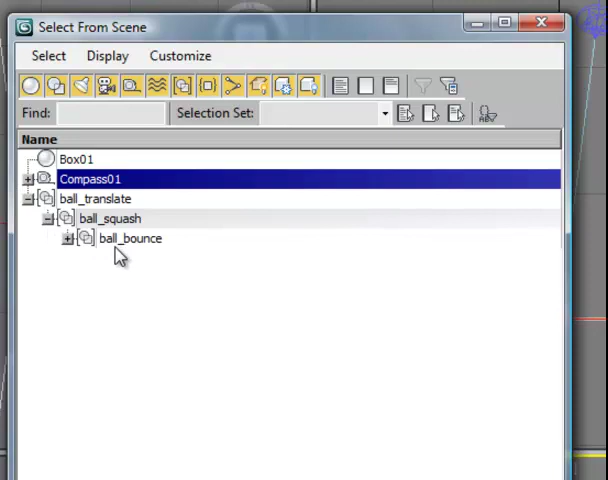 Select From Scene
Select Display Customize
Find: Selection Set:
Name
Box01
Compass01
ball_translate
ball_squash
ball_bounce